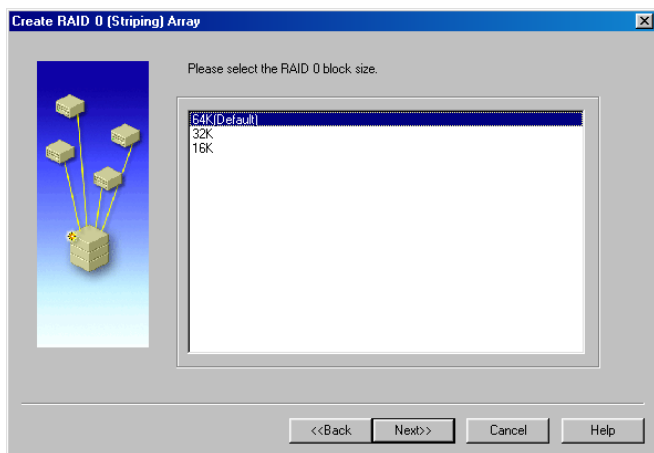 Create RAID 0 (Striping) Array
Please select the RAID 0 block size.
64K(Default)
32K
16K
<<Back Next>> Cancel Help